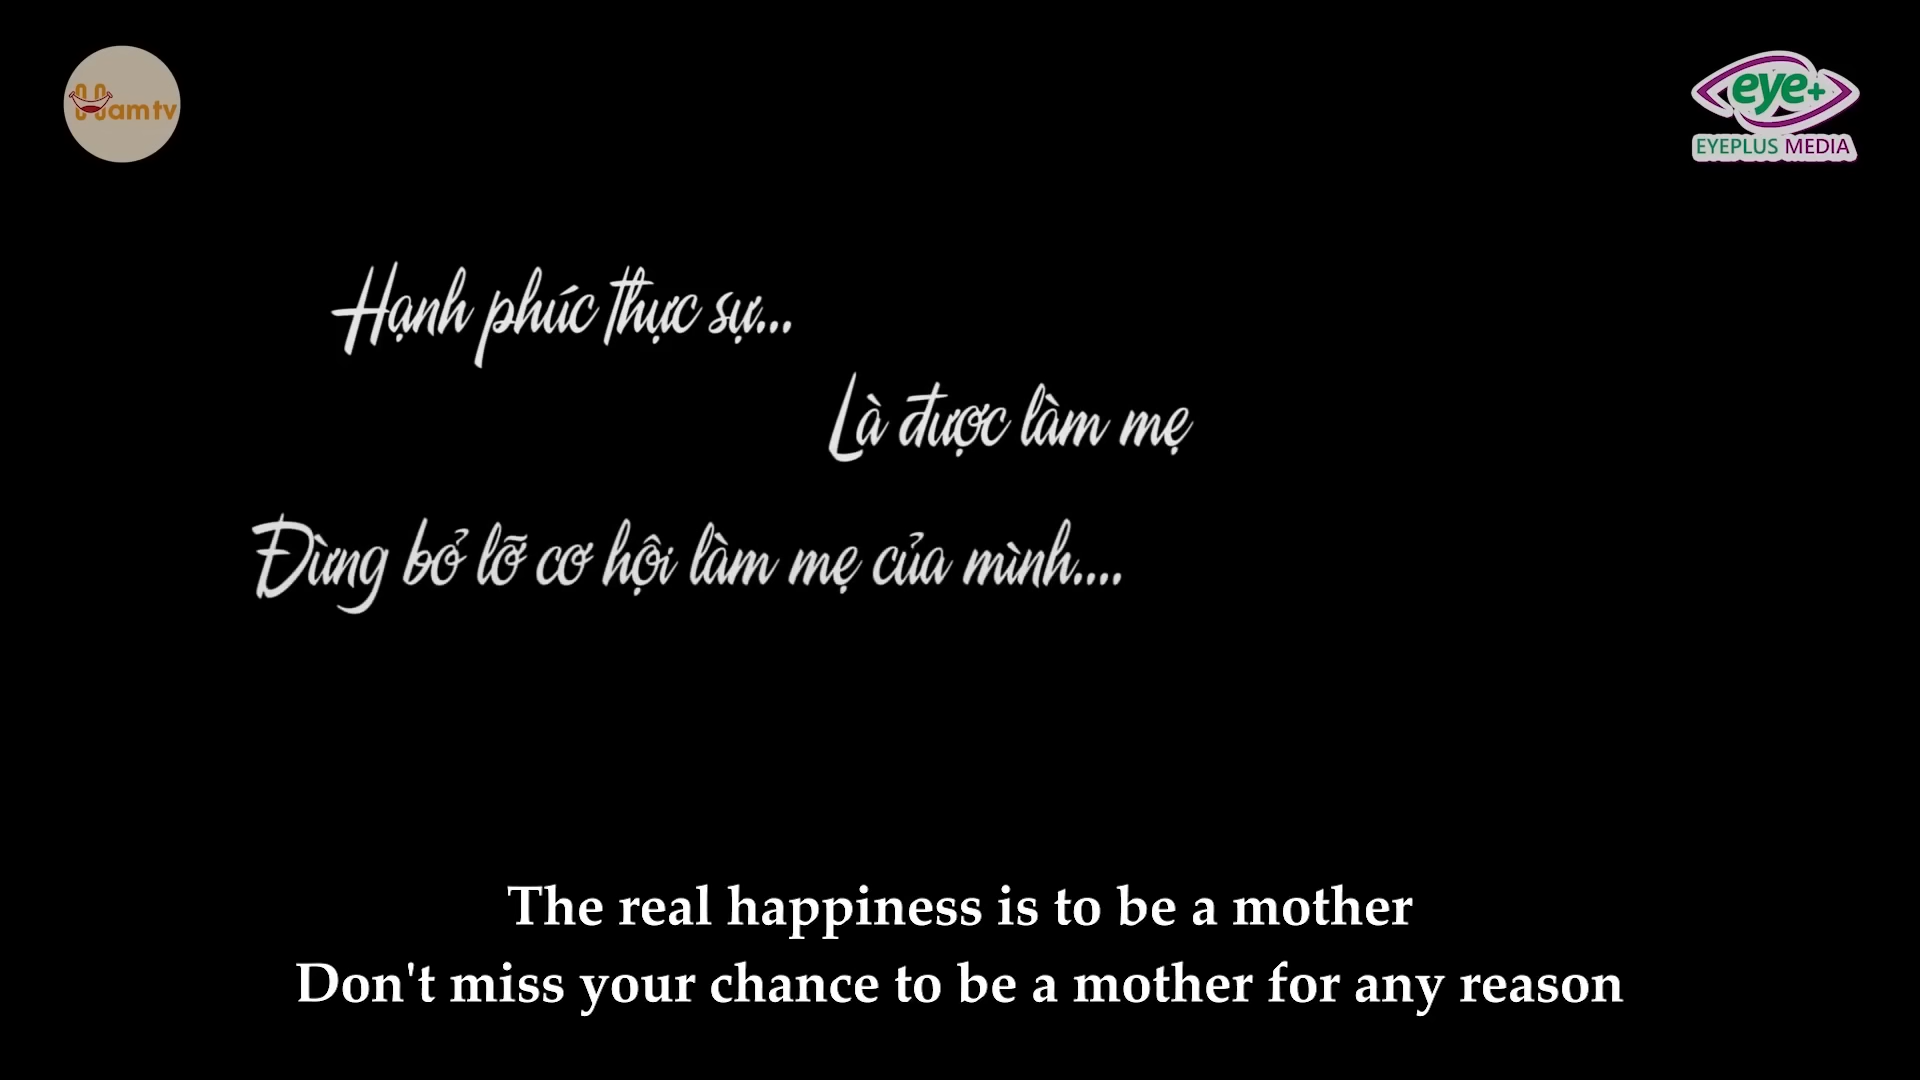 Hamtv
eye+
EYEPLUS MEDIA
Hạnh phúc thực sự...
Là được làm mẹ
Đừng bỏ lỡ cơ hội làm mẹ của mình....
The real happiness is to be a mother
Don't miss your chance to be a mother for any reason